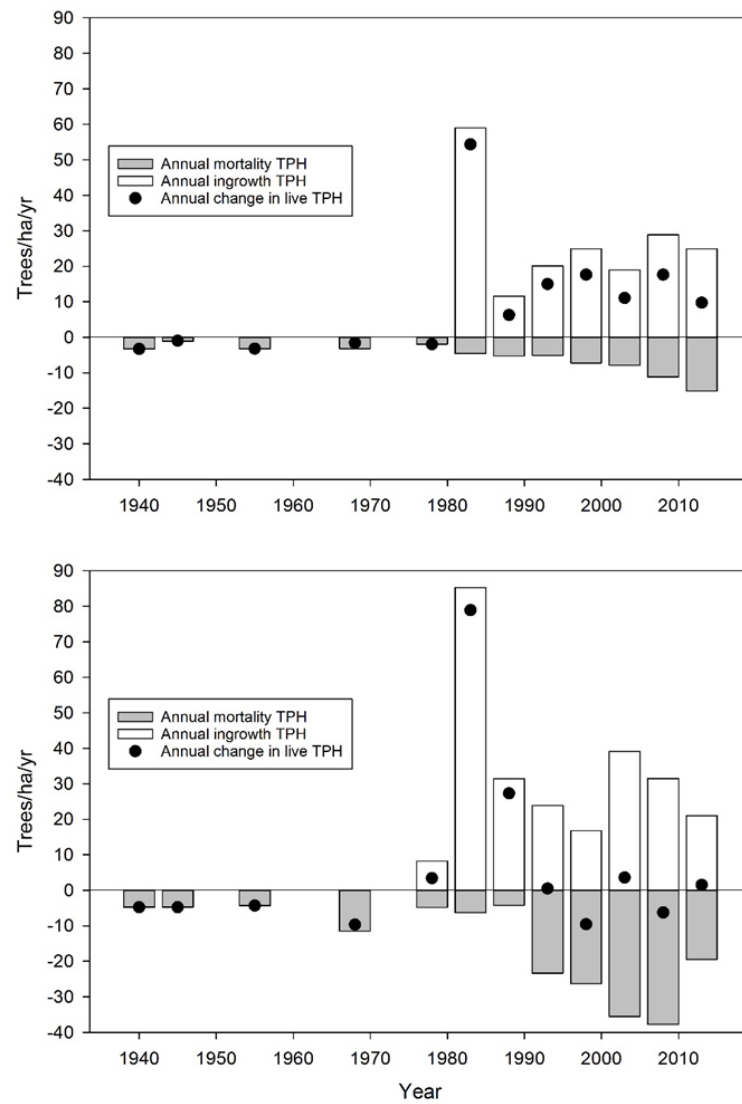 90
80
70
60
50
40
30
20
10
0
-10
-20
-30
-40
Trees/ha/yr
Annual mortality TPH
Annual ingrowth TPH
Annual change in live TPH
1940 1950 1960 1970 1980 1990 2000 2010
90
80
70
60
50
40
30
20
10
0
-10
-20
-30
-40
Trees/ha/yr
Annual mortality TPH
Annual ingrowth TPH
Annual change in live TPH
1940 1950 1960 1970 1980 1990 2000 2010
Year